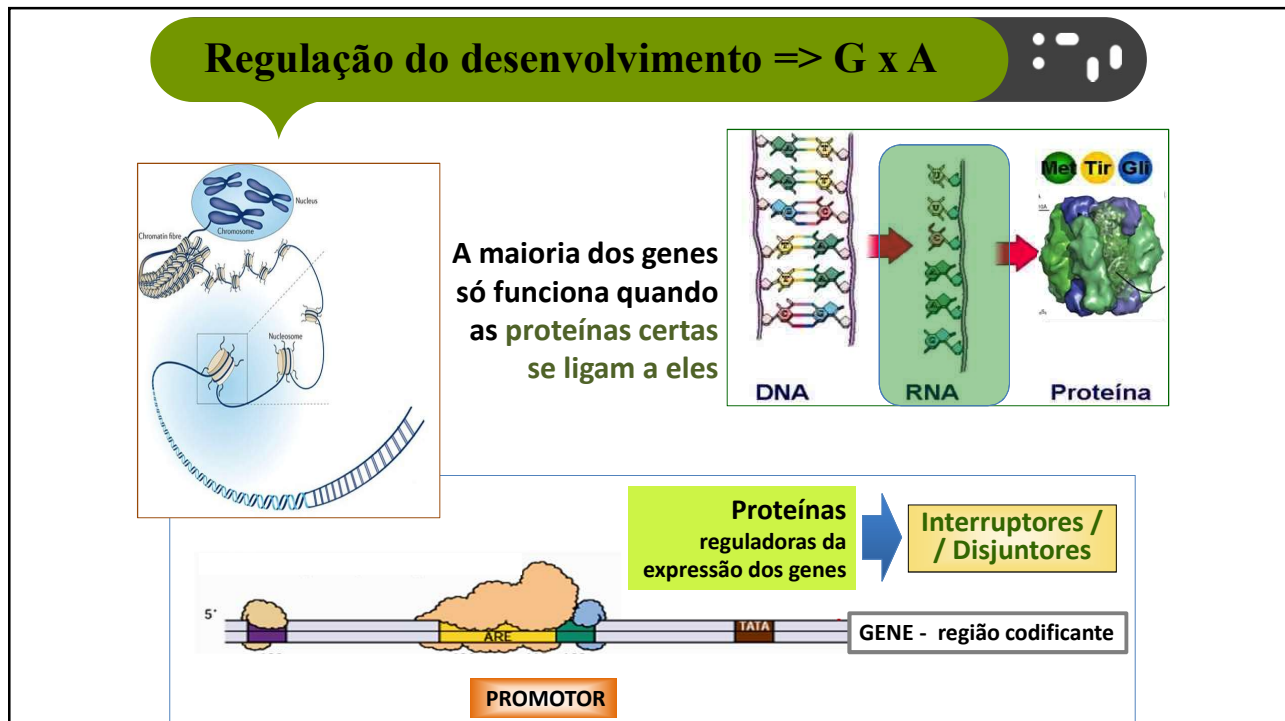 Regulação do desenvolvimento => G x A
Nucleus
Chromosome
Chromatin fibre
Nucleosome
A maioria dos genes
só funciona quando
as proteínas certas
se ligam a eles
Met Tir Gli
DNA
RNA
Proteína
Proteínas
reguladoras da
expressão dos genes
Interruptores /
/ Disjuntores
5'
ARE
TATA
GENE - região codificante
PROMOTOR